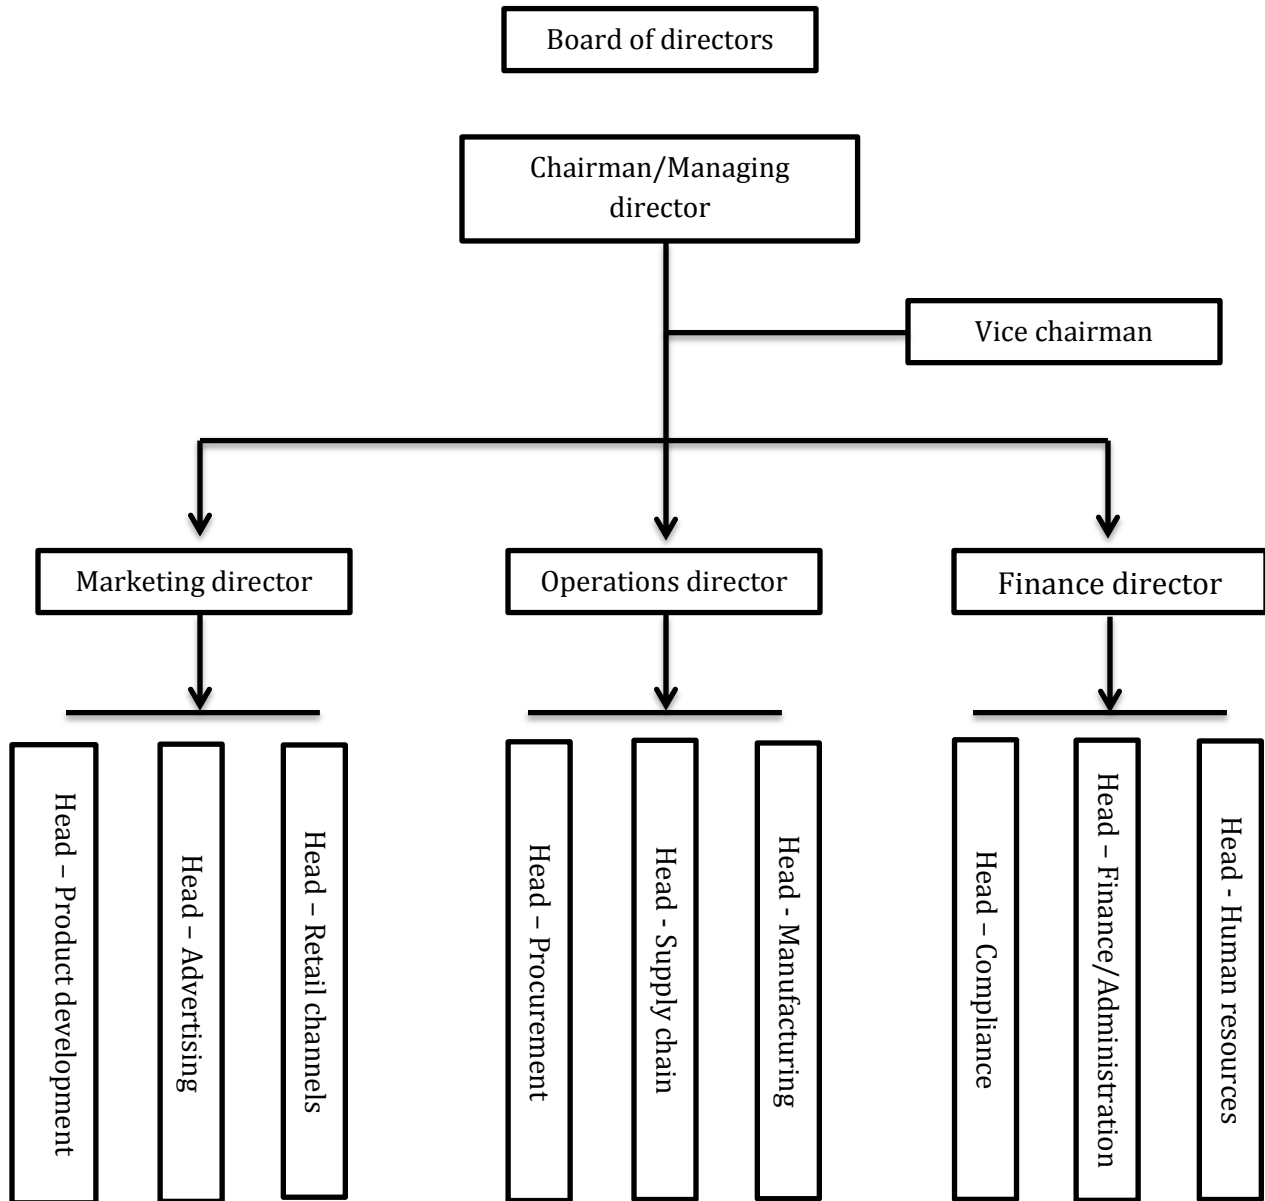 Board of directors
Chairman/Managing
director
Vice chairman
Marketing director
Operations director
Finance director
Head – Product development
Head – Advertising
Head – Retail channels
Head – Procurement
Head - Supply chain
Head - Manufacturing
Head – Compliance
Head – Finance/Administration
Head - Human resources